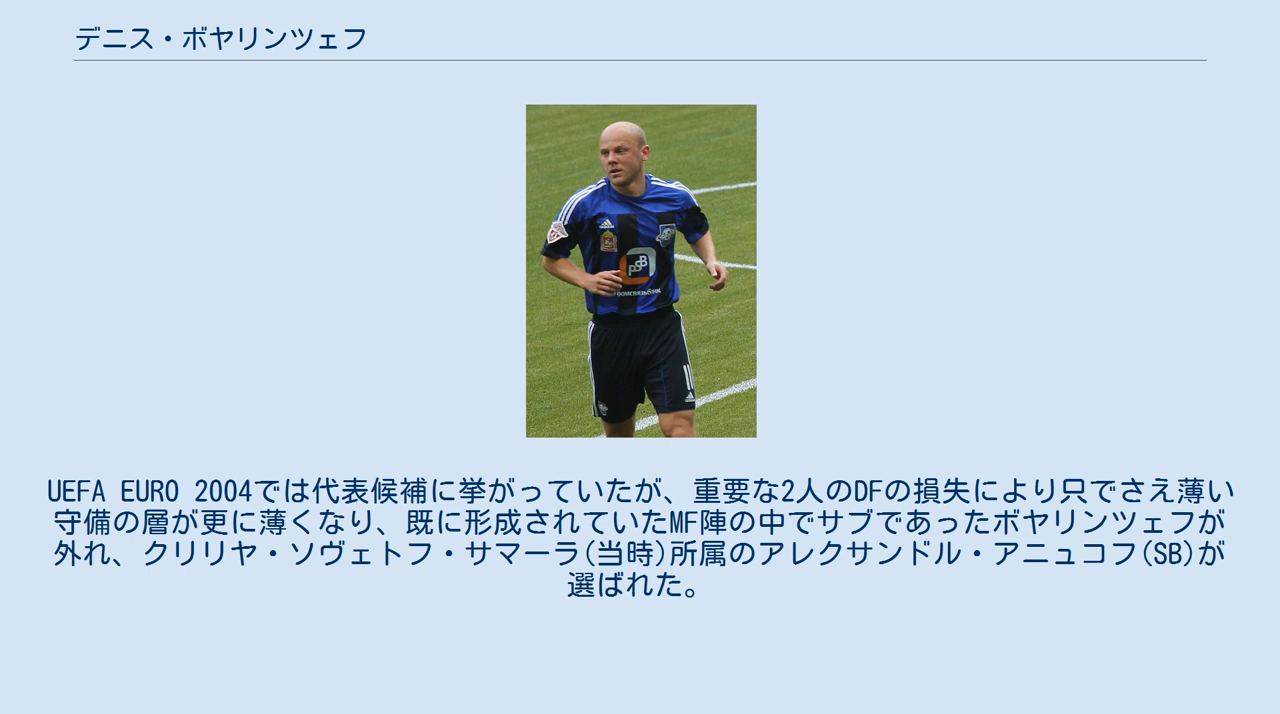 デニス・ボヤリンツェフ
adidas
PSB
ПРОМСВЯЗЬБАНК
11
UEFA EURO 2004では代表候補に挙がっていたが、重要な2人のDFの損失により只でさえ薄い
守備の層が更に薄くなり、既に形成されていたMF陣の中でサブであったボヤリンツェフが
外れ、クリリヤ・ソヴェトフ・サマーラ(当時)所属のアレクサンドル・アニュコフ(SB)が
選ばれた。